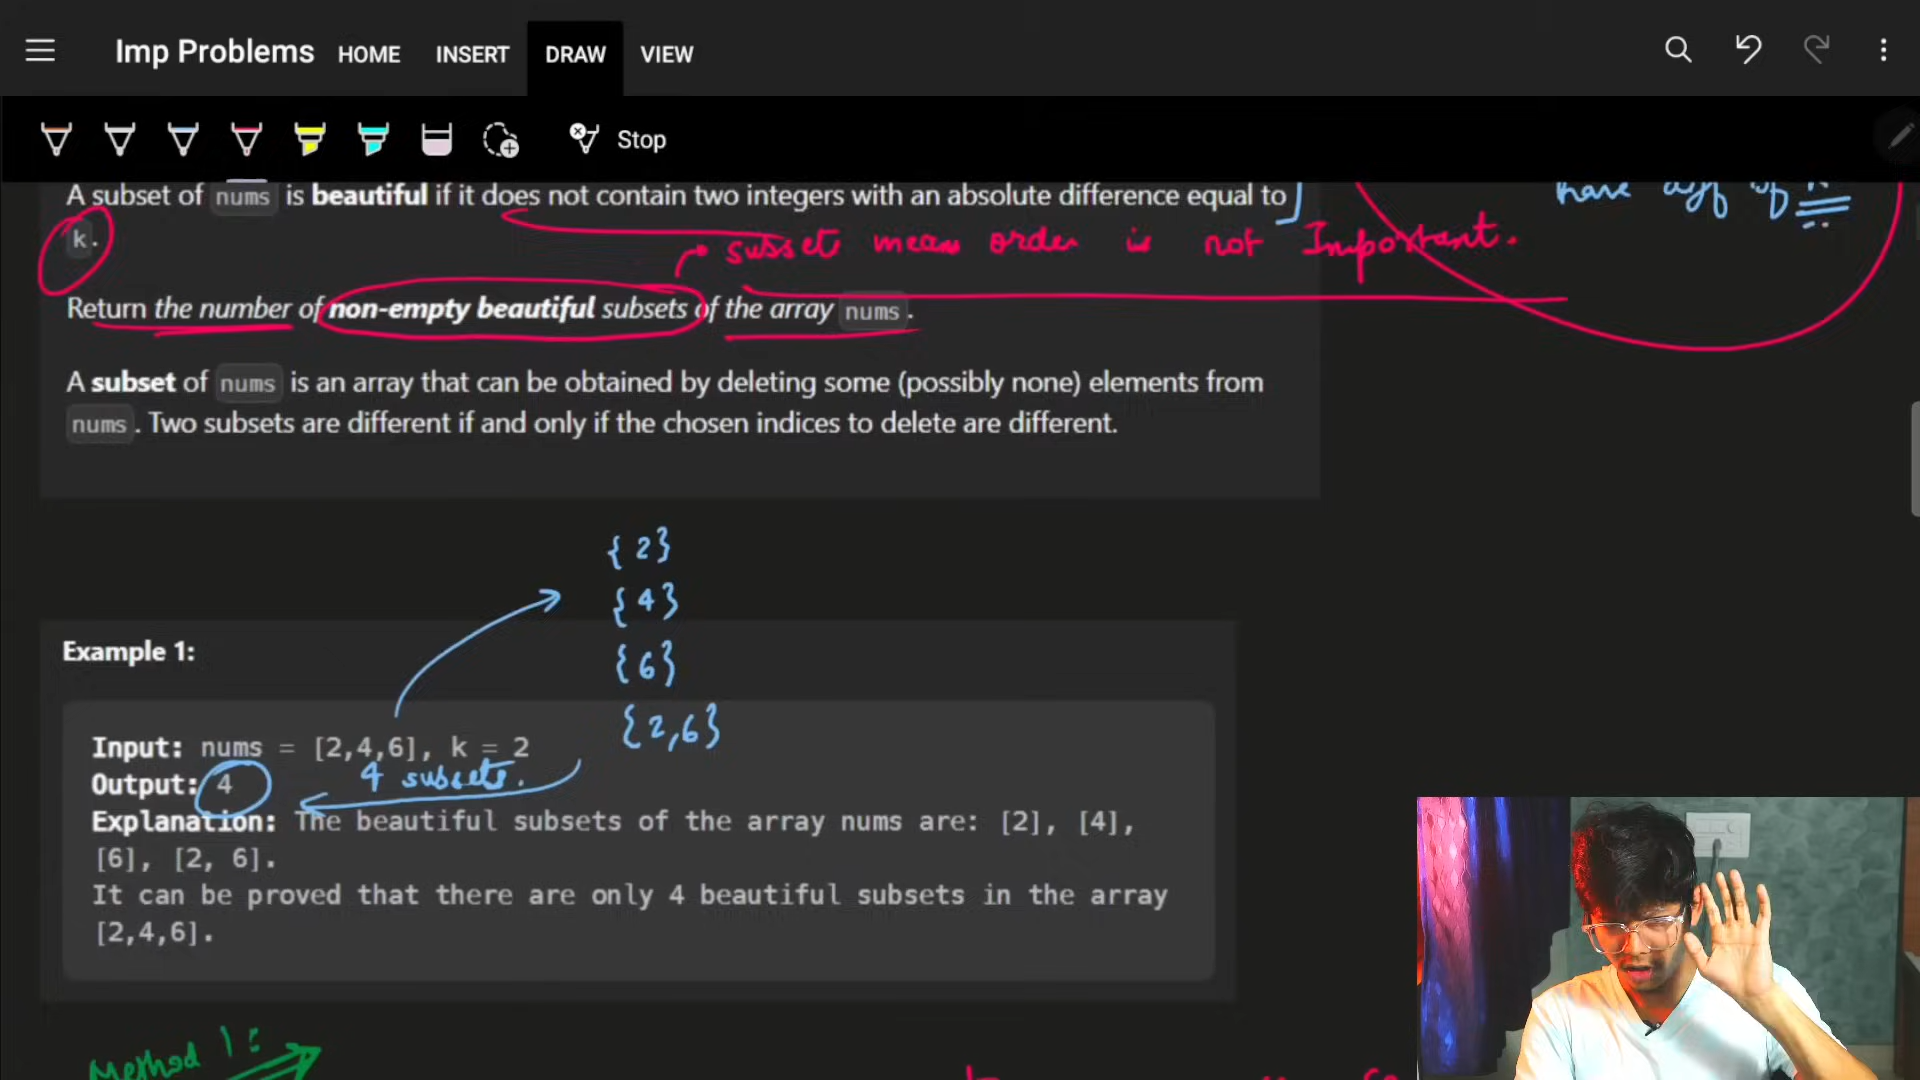 Imp Problems HOME INSERT DRAW VIEW
Stop
A subset of nums is beautiful if it does not contain two integers with an absolute difference equal to
k.
have diff of
subset mean order is not Important.
Return the number of non-empty beautiful subsets of the array nums.
A subset of nums is an array that can be obtained by deleting some (possibly none) elements from
nums. Two subsets are different if and only if the chosen indices to delete are different.
{2}
{4}
{6}
{2,6}
Example 1:
Input: nums = [2,4,6], k = 2
Output: 4
4 subsets.
Explanation: The beautiful subsets of the array nums are: [2], [4],
[6], [2, 6].
It can be proved that there are only 4 beautiful subsets in the array
[2,4,6].
Method 1: